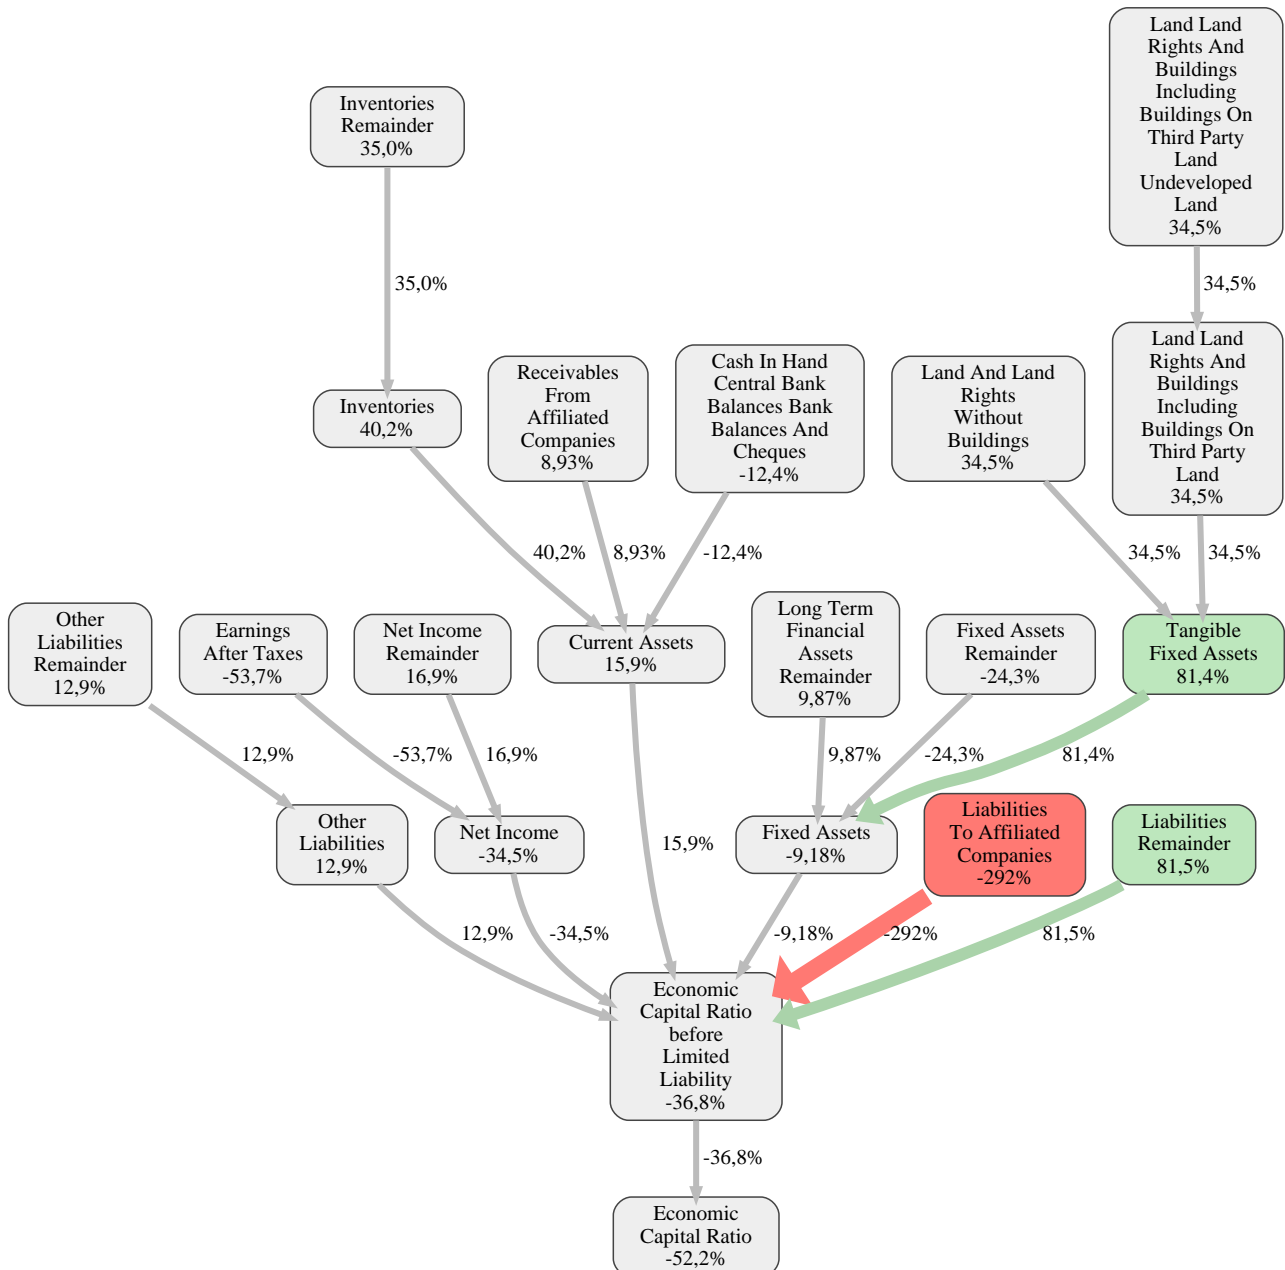 Land Land
Rights And
Buildings
Including
Buildings On
Third Party
Land
Undeveloped
Land
34,5%
Inventories
Remainder
35,0%
35,0%
34,5%
Inventories
40,2%
Receivables
From
Affiliated
Companies
8,93%
Cash In Hand
Central Bank
Balances Bank
Balances And
Cheques
-12,4%
Land And Land
Rights
Without
Buildings
34,5%
Land Land
Rights And
Buildings
Including
Buildings On
Third Party
Land
34,5%
40,2%
8,93%
-12,4%
34,5%
34,5%
Other
Liabilities
Remainder
12,9%
Earnings
After Taxes
-53,7%
Net Income
Remainder
16,9%
Current Assets
15,9%
Long Term
Financial
Assets
Remainder
9,87%
Fixed Assets
Remainder
-24,3%
Tangible
Fixed Assets
81,4%
12,9%
-53,7%
16,9%
9,87%
-24,3%
81,4%
Other
Liabilities
12,9%
Net Income
-34,5%
15,9%
Fixed Assets
-9,18%
Liabilities
To Affiliated
Companies
-292%
Liabilities
Remainder
81,5%
12,9%
-34,5%
-9,18%
-292%
81,5%
Economic
Capital Ratio
before
Limited
Liability
-36,8%
-36,8%
Economic
Capital Ratio
-52,2%